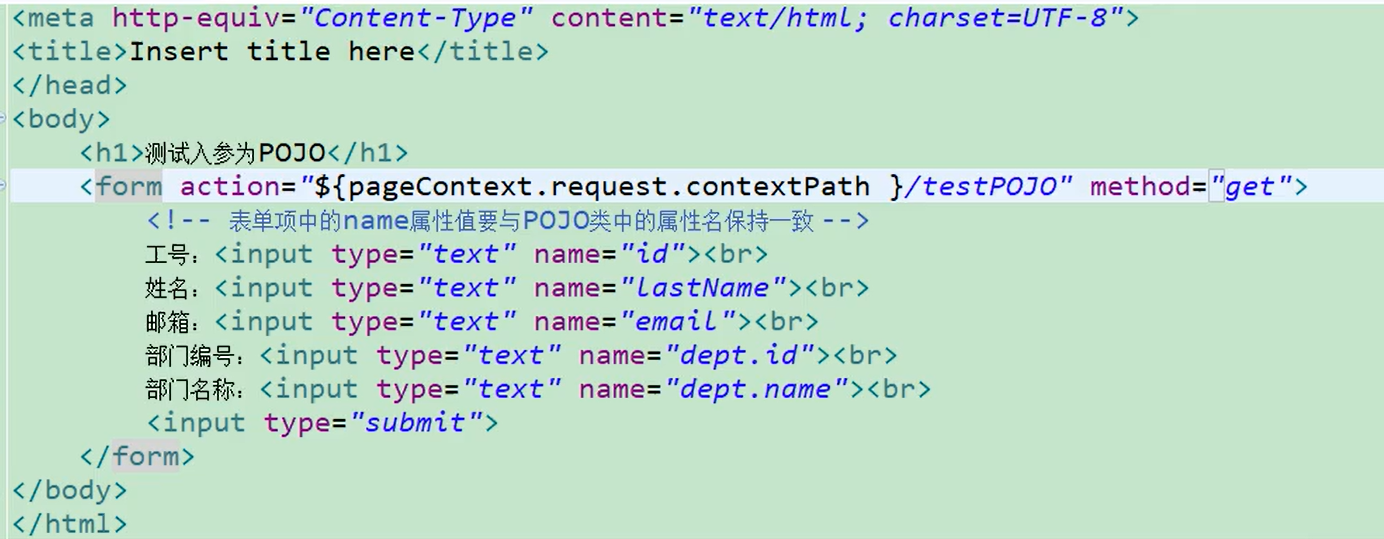 <meta http-equiv="Content-Type" content="text/html; charset=UTF-8">
<title>Insert title here</title>
</head>
<body>
<h1>测试入参为POJO</h1>
<form action="${pageContext.request.contextPath }/testPOJO" method="get">
<!-- 表单项中的name属性值要与POJO类中的属性名保持一致 -->
工号：<input type="text" name="id"><br>
姓名：<input type="text" name="lastName"><br>
邮箱：<input type="text" name="email"><br>
部门编号：<input type="text" name="dept.id"><br>
部门名称：<input type="text" name="dept.name"><br>
<input type="submit">
</form>
</body>
</html>